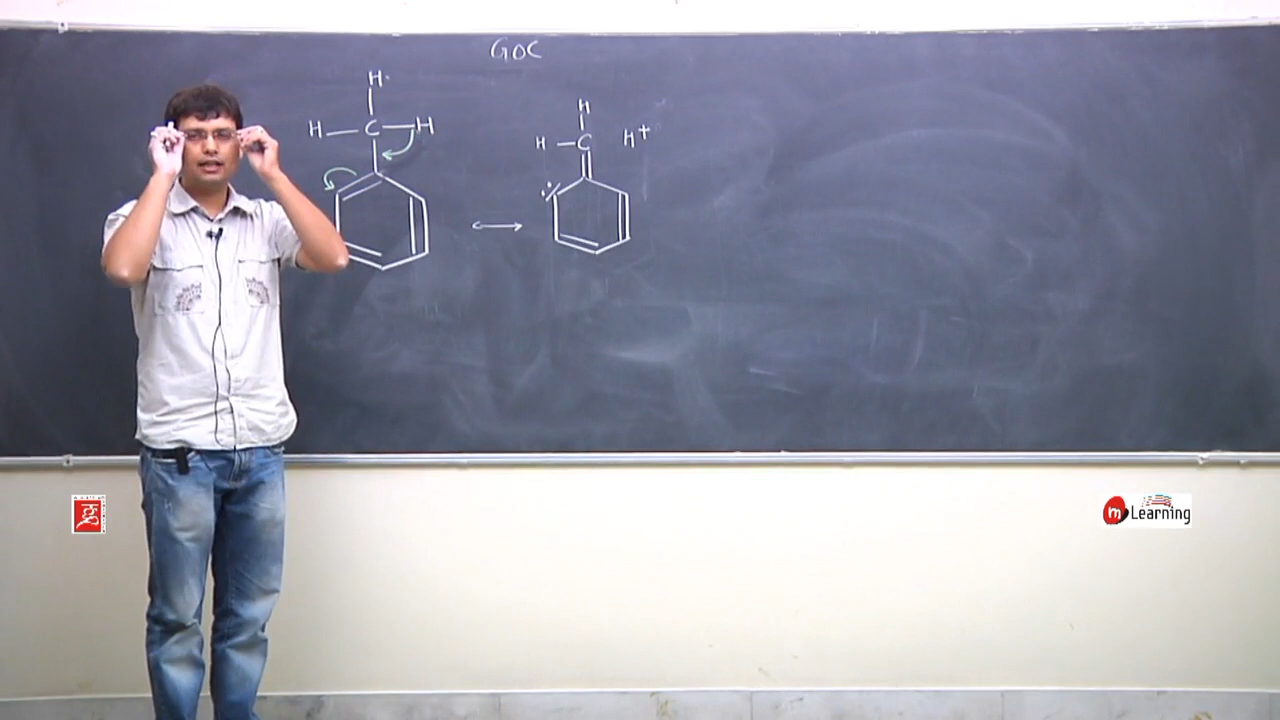 GOC
H
H C H
H
H C H+
m Learning